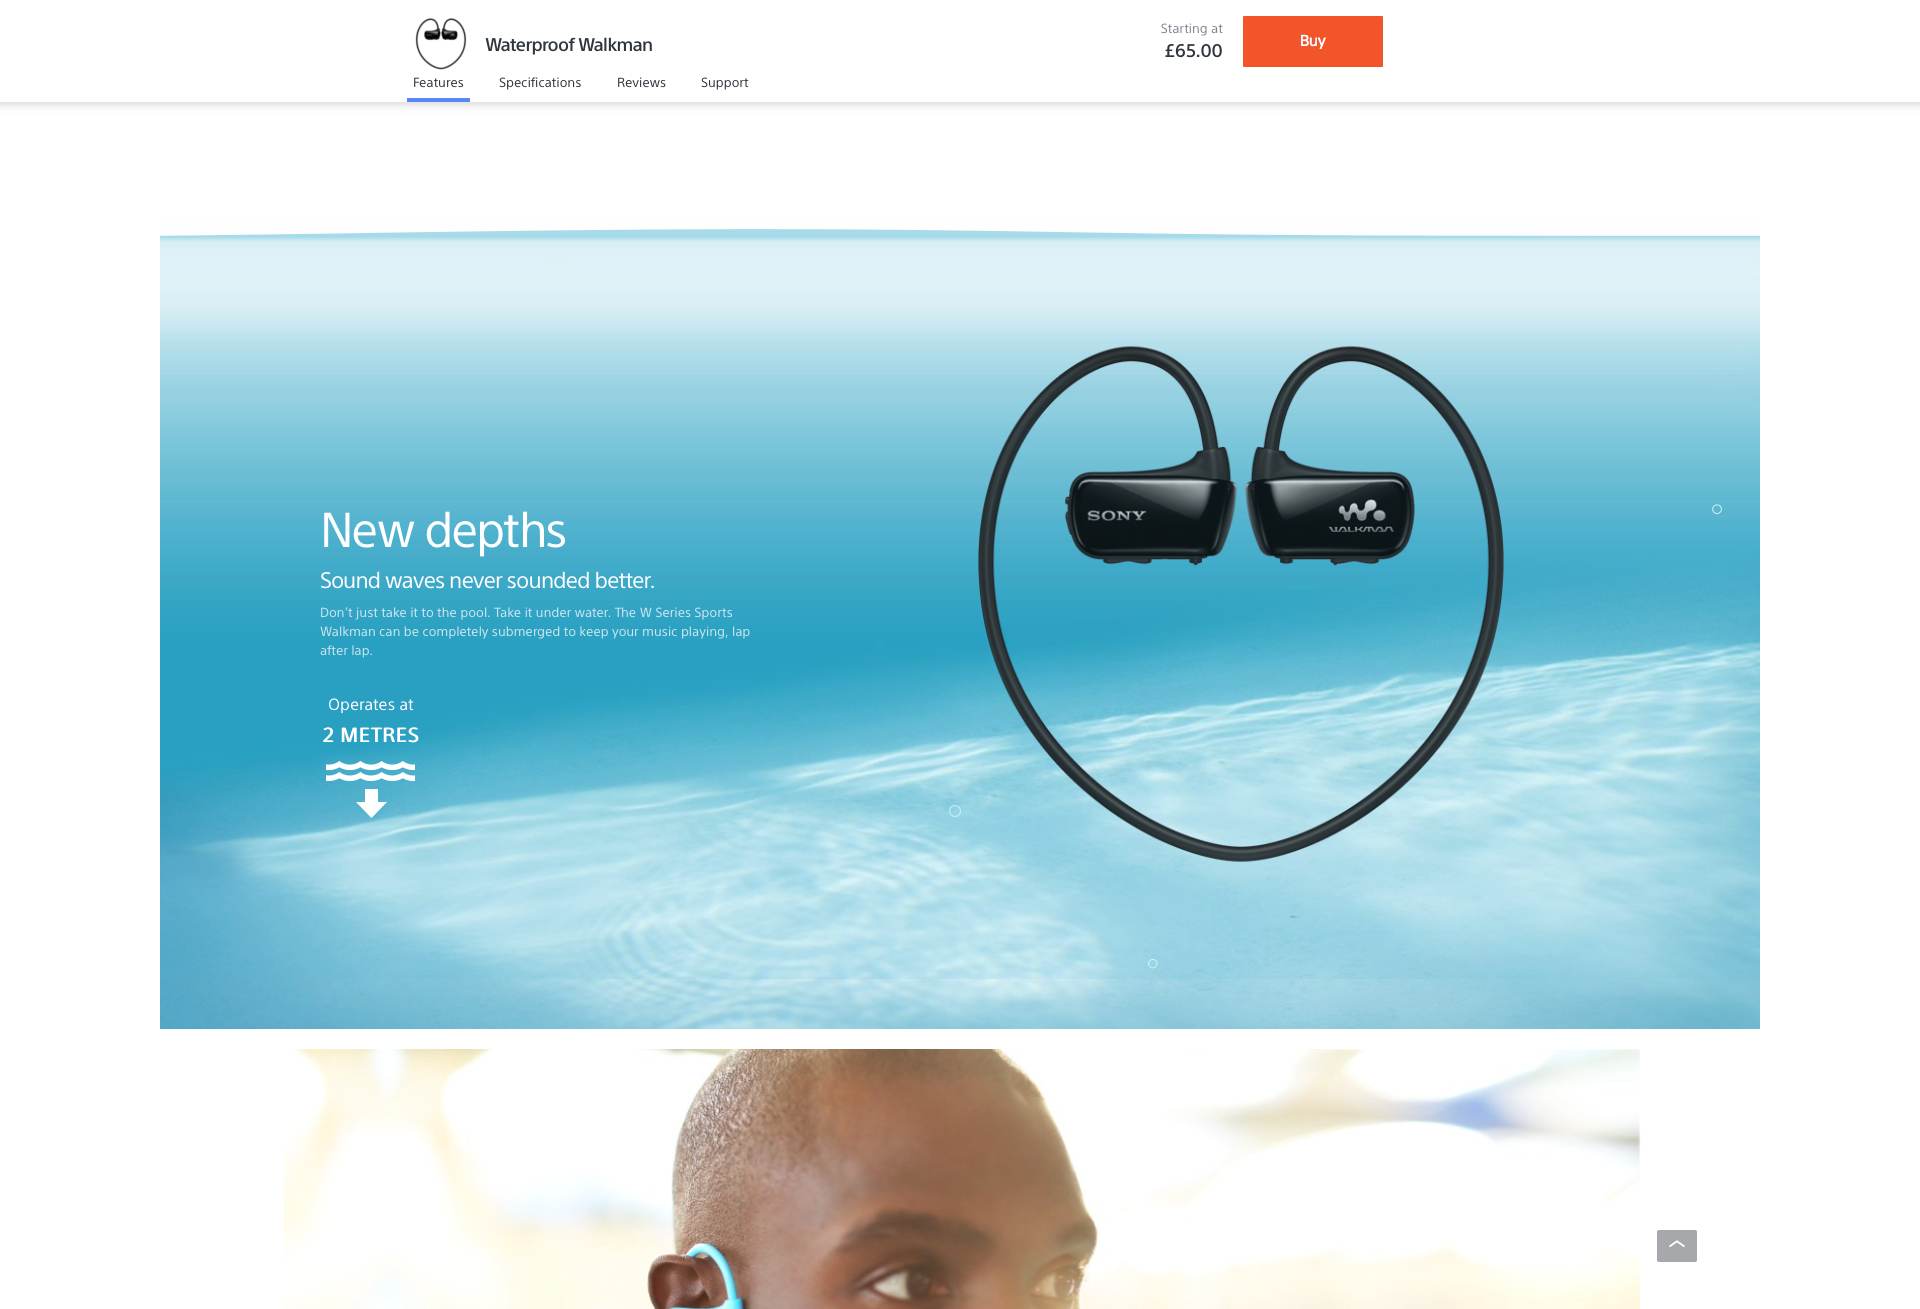 Waterproof Walkman
Starting at
£65.00
Buy
Features
Specifications
Reviews
Support
SONY
WALKMAN
New depths
Sound waves never sounded better.
Don't just take it to the pool. Take it under water. The W Series Sports
Walkman can be completely submerged to keep your music playing, lap
after lap.
Operates at
2 METRES